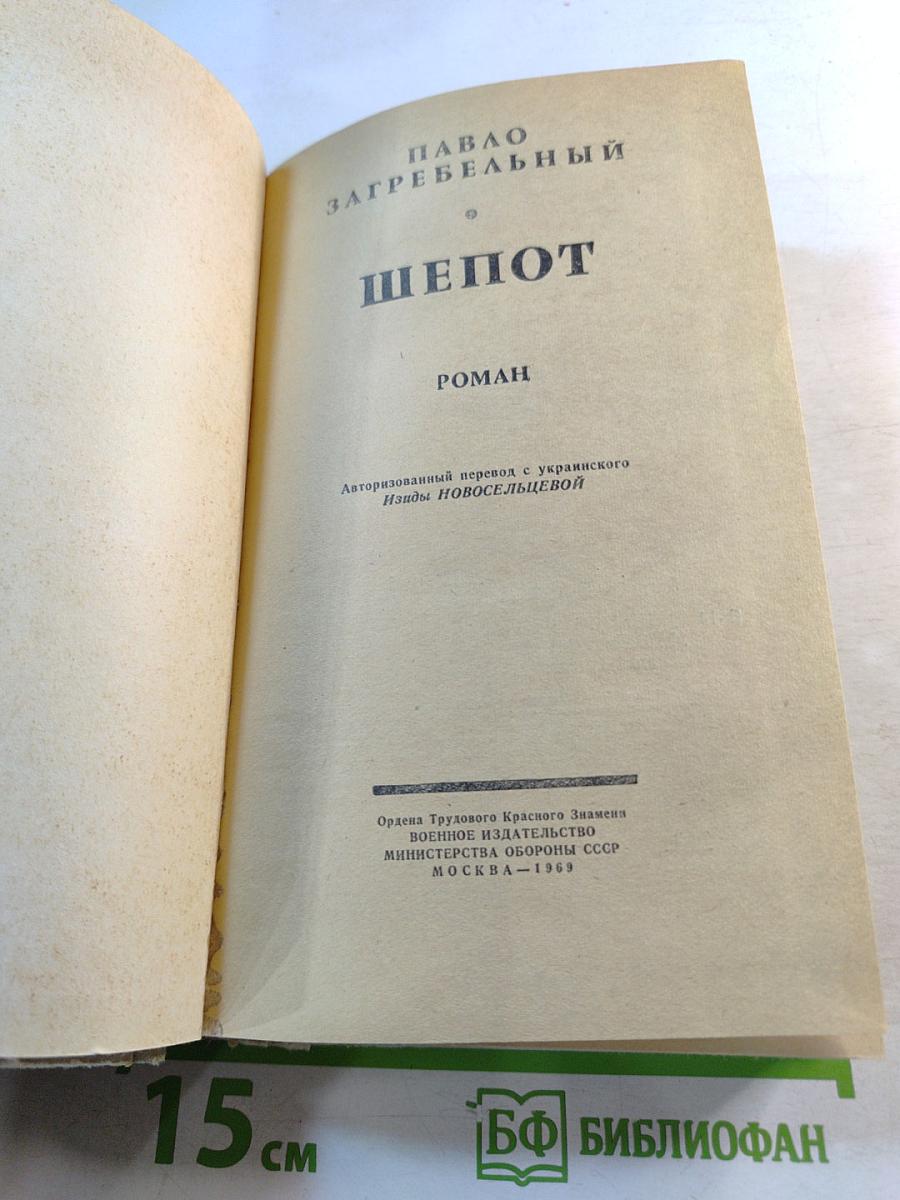 ПАВЛО
ЗАГРЕБЕЛЬНЫЙ
ШЕПОТ
РОМАН
Авторизованный перевод с украинского
Изиды НОВОСЕЛЬЦЕВОЙ
Ордена Трудового Красного Знамени
ВОЕННОЕ ИЗДАТЕЛЬСТВО
МИНИСТЕРСТВА ОБОРОНЫ СССР
МОСКВА — 1969
15 см
БФ БИБЛИОФАН